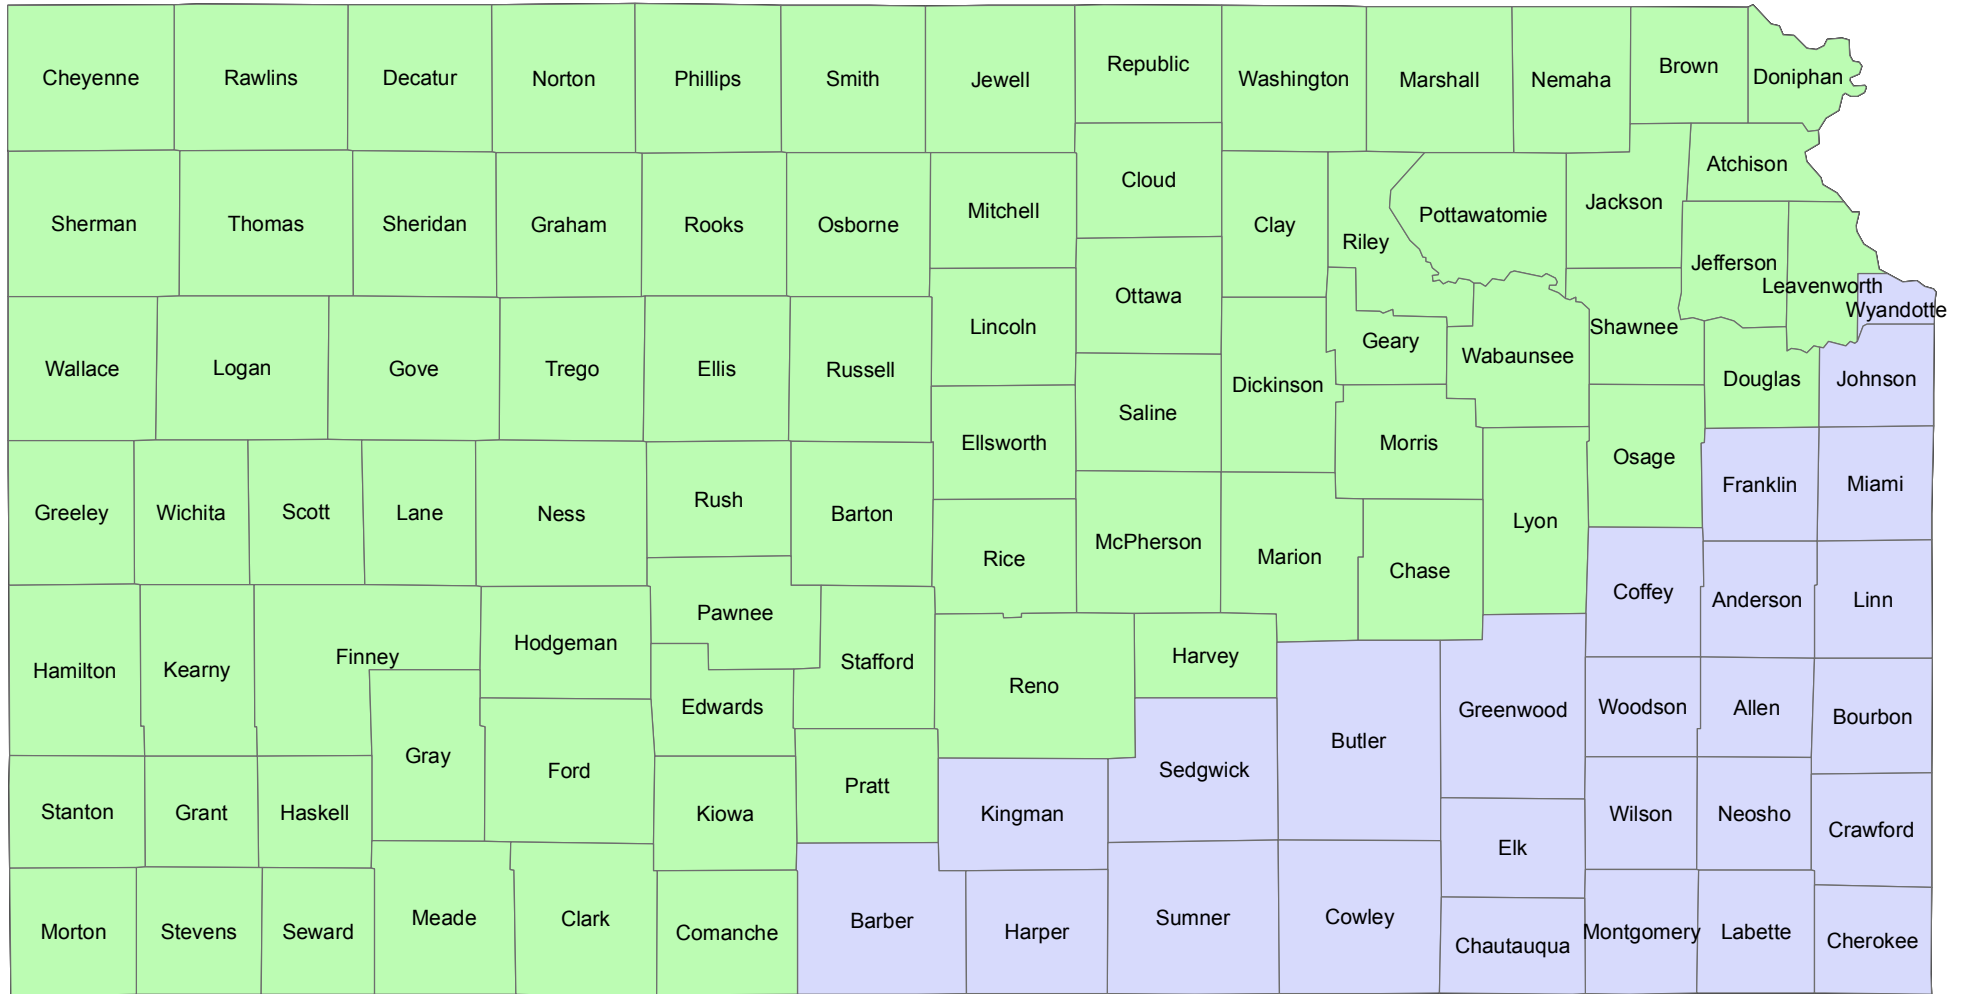 Cheyenne
Rawlins
Decatur
Norton
Phillips
Smith
Jewell
Republic
Washington
Marshall
Nemaha
Brown
Doniphan
Sherman
Thomas
Sheridan
Graham
Rooks
Osborne
Mitchell
Cloud
Clay
Riley
Pottawatomie
Jackson
Atchison
Jefferson
Leavenworth
Wyandotte
Wallace
Logan
Gove
Trego
Ellis
Russell
Lincoln
Ottawa
Dickinson
Geary
Wabaunsee
Shawnee
Douglas
Johnson
Ellsworth
Saline
Morris
Osage
Franklin
Miami
Greeley
Wichita
Scott
Lane
Ness
Rush
Barton
Rice
McPherson
Marion
Chase
Lyon
Coffey
Anderson
Linn
Hamilton
Kearny
Finney
Hodgeman
Pawnee
Stafford
Reno
Harvey
Edwards
Gray
Ford
Sedgwick
Butler
Greenwood
Woodson
Allen
Bourbon
Stanton
Grant
Haskell
Kiowa
Pratt
Kingman
Elk
Wilson
Neosho
Crawford
Morton
Stevens
Seward
Meade
Clark
Comanche
Barber
Harper
Sumner
Cowley
Chautauqua
Montgomery
Labette
Cherokee